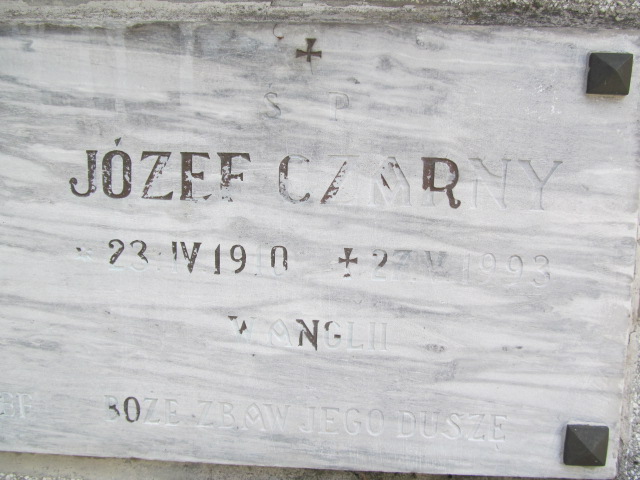 S P
JÓZEF CZARNY
* 23.IV 1910 ✝ 27.V.1993
W ANGLII
BOŻE ZBAW JEGO DUSZĘ